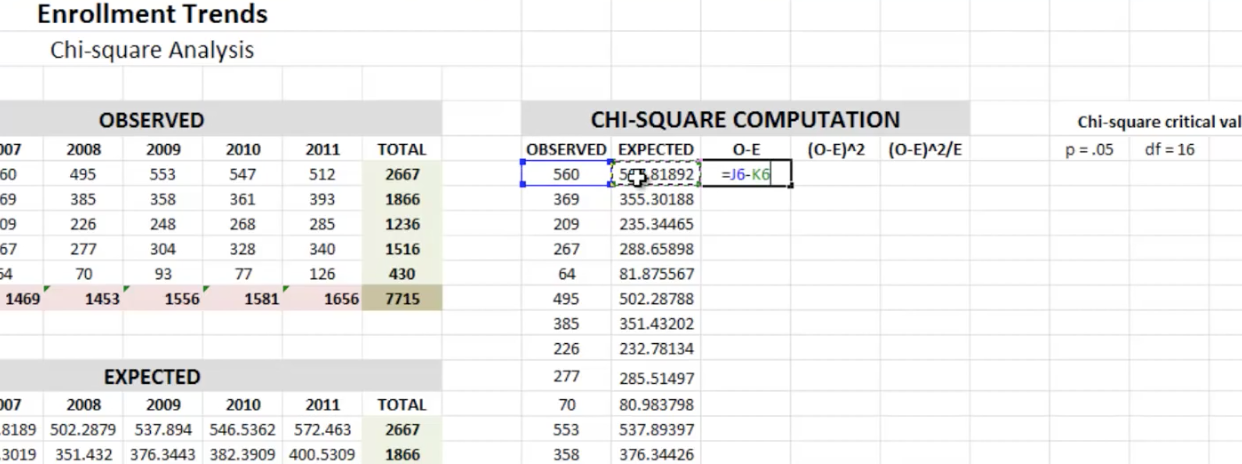 Enrollment Trends
Chi-square Analysis
OBSERVED CHI-SQUARE COMPUTATION Chi-square critical val
007 2008 2009 2010 2011 TOTAL OBSERVED EXPECTED O-E (O-E)^2 (O-E)^2/E p = .05 df = 16
60 495 553 547 512 2667 560 =J6-K6
69 385 358 361 393 1866 369 355.30188
09 226 248 268 285 1236 209 235.34465
67 277 304 328 340 1516 267 288.65898
64 70 93 77 126 430 64 81.875567
1469 1453 1556 1581 1656 7715 495 502.28788
385 351.43202
226 232.78134
EXPECTED 277 285.51497
007 2008 2009 2010 2011 TOTAL 70 80.983798
.8189 502.2879 537.894 546.5362 572.463 2667 553 537.89397
.3019 351.432 376.3443 382.3909 400.5309 1866 358 376.34426